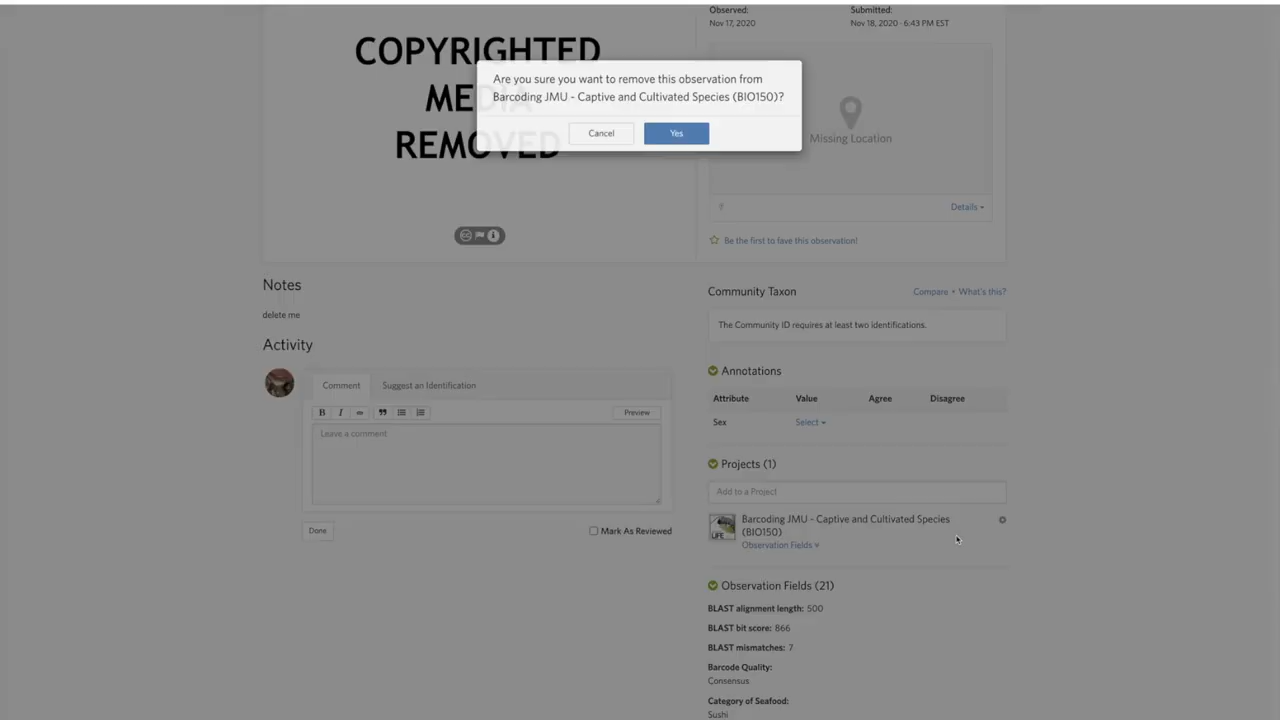 Observed:
Nov 17, 2020
Submitted:
Nov 18, 2020 · 6:43 PM EST
COPYRIGHTED
MEDIA
REMOVED
Are you sure you want to remove this observation from
Barcoding JMU - Captive and Cultivated Species (BIO150)?
Cancel
Yes
Missing Location
Details
Be the first to fave this observation!
Notes
delete me
Activity
Comment
Suggest an Identification
B
I
Preview
Leave a comment
Done
Mark As Reviewed
Community Taxon
Compare · What's this?
The Community ID requires at least two identifications.
Annotations
Attribute Value Agree Disagree
Sex Select
Projects (1)
Add to a Project
LIFE
Barcoding JMU - Captive and Cultivated Species
(BIO150)
Observation Fields
Observation Fields (21)
BLAST alignment length: 500
BLAST bit score: 866
BLAST mismatches: 7
Barcode Quality:
Consensus
Category of Seafood:
Sushi